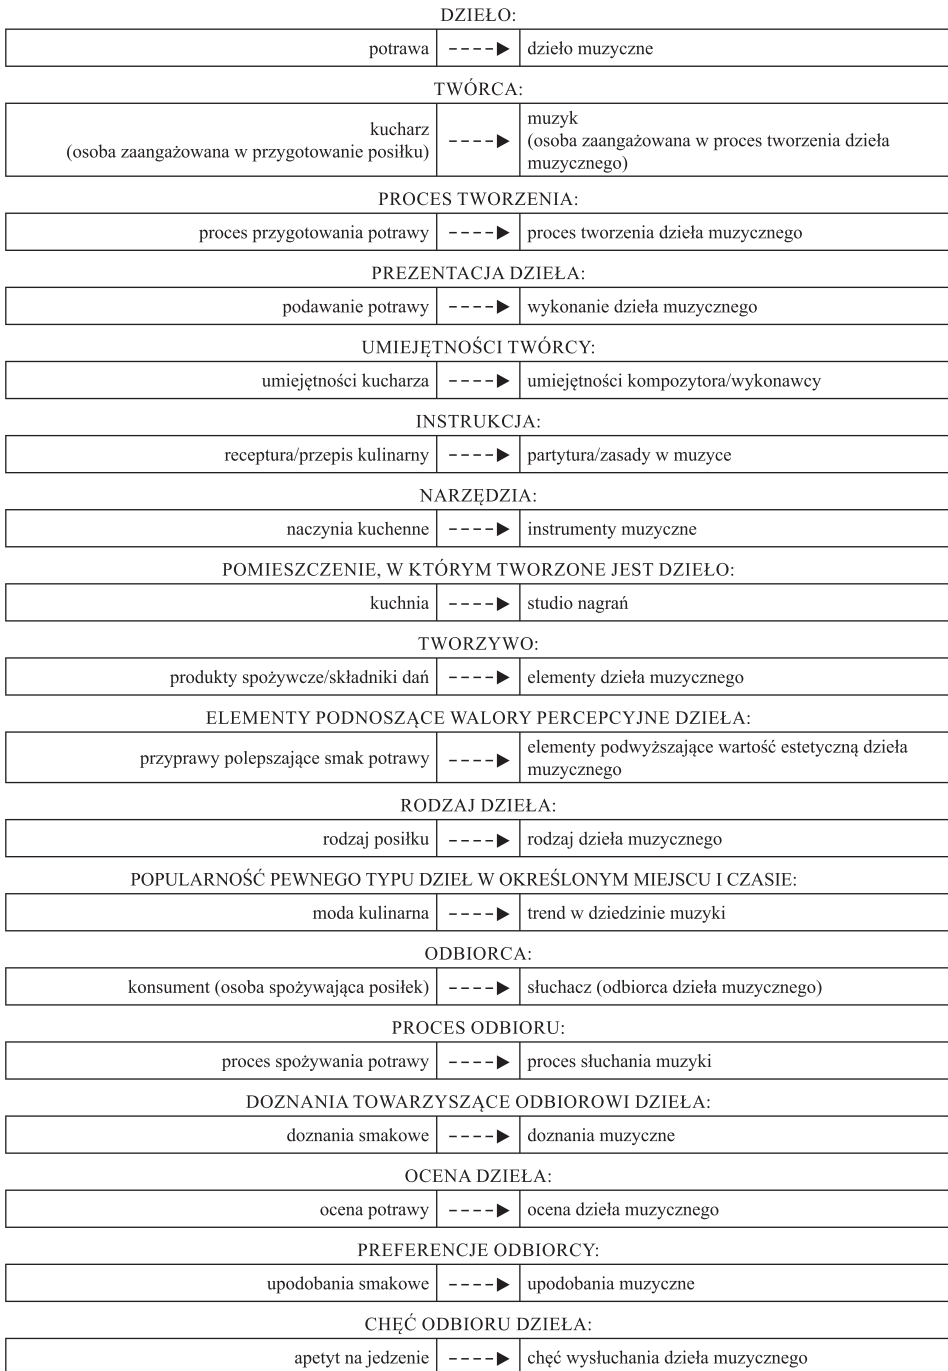 DZIEŁO:
potrawa
dzieło muzyczne
TWÓRCA:
kucharz
(osoba zaangażowana w przygotowanie posiłku)
muzyk
(osoba zaangażowana w proces tworzenia dzieła
muzycznego)
PROCES TWORZENIA:
proces przygotowania potrawy
proces tworzenia dzieła muzycznego
PREZENTACJA DZIEŁA:
podawanie potrawy
wykonanie dzieła muzycznego
UMIEJĘTNOŚCI TWÓRCY:
umiejętności kucharza
umiejętności kompozytora/wykonawcy
INSTRUKCJA:
receptura/przepis kulinarny
partytura/zasady w muzyce
NARZĘDZIA:
naczynia kuchenne
instrumenty muzyczne
POMIESZCZENIE, W KTÓRYM TWORZONE JEST DZIEŁO:
kuchnia
studio nagrań
TWORZYWO:
produkty spożywcze/składniki dań
elementy dzieła muzycznego
ELEMENTY PODNOSZĄCE WALORY PERCEPCYJNE DZIEŁA:
przyprawy polepszające smak potrawy
elementy podwyższające wartość estetyczną dzieła
muzycznego
RODZAJ DZIEŁA:
rodzaj posiłku
rodzaj dzieła muzycznego
POPULARNOŚĆ PEWNEGO TYPU DZIEŁ W OKREŚLONYM MIEJSCU I CZASIE:
moda kulinarna
trend w dziedzinie muzyki
ODBIORCA:
konsument (osoba spożywająca posiłek)
słuchacz (odbiorca dzieła muzycznego)
PROCES ODBIORU:
proces spożywania potrawy
proces słuchania muzyki
DOZNANIA TOWARZYSZĄCE ODBIOROWI DZIEŁA:
doznania smakowe
doznania muzyczne
OCENA DZIEŁA:
ocena potrawy
ocena dzieła muzycznego
PREFERENCJE ODBIORCY:
upodobania smakowe
upodobania muzyczne
CHĘĆ ODBIORU DZIEŁA:
apetyt na jedzenie
chęć wysłuchania dzieła muzycznego